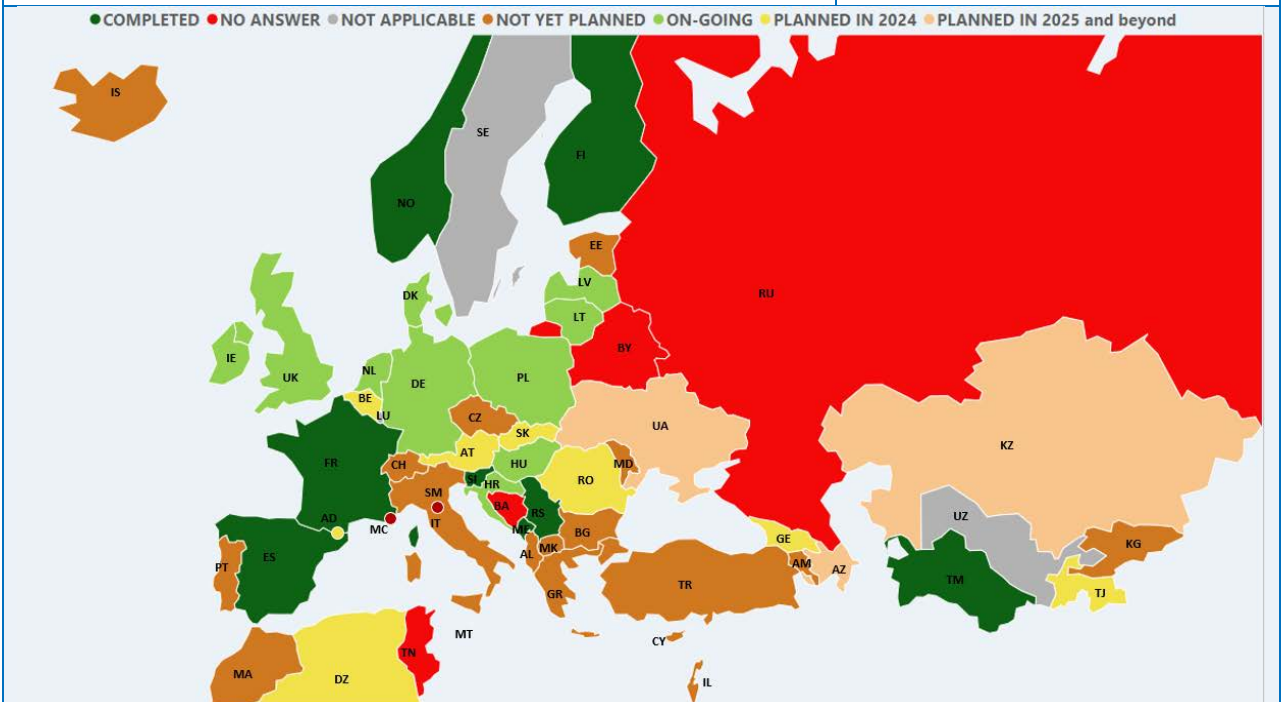 COMPLETED NO ANSWER NOT APPLICABLE NOT YET PLANNED ON-GOING PLANNED IN 2024 PLANNED IN 2025 and beyond
IS
SE
FI
NO
EE
RU
LV
DK
LT
BY
IE
UK
NL
DE
PL
BE
LU
CZ
UA
SK
KZ
AT
FR
CH
HU
MD
SI
HR
RO
SM
BA
RS
UZ
AD
MC
IT
ME
BG
GE
KG
AL
MK
ES
PT
AM
AZ
TM
TR
GR
TJ
MT
CY
TN
MA
DZ
IL